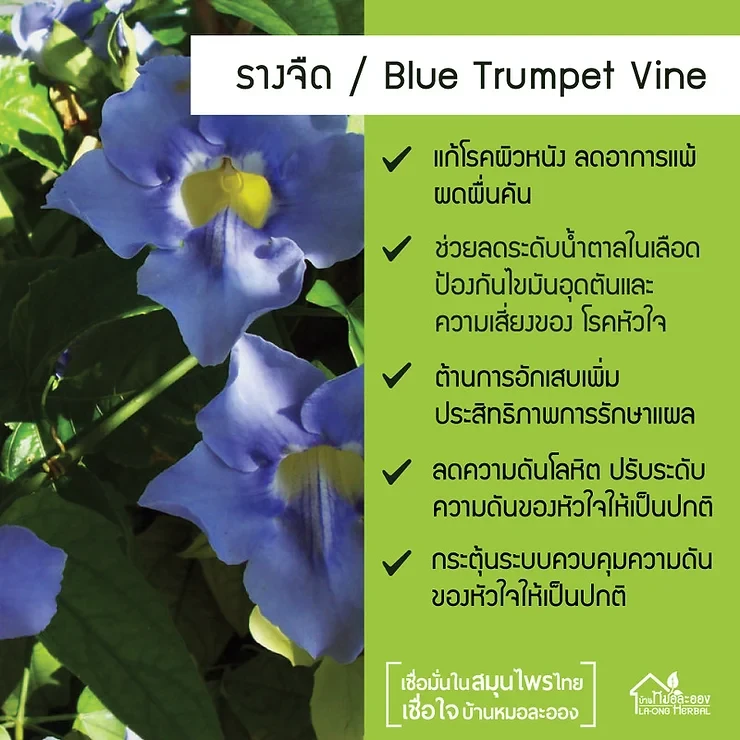 รางจืด / Blue Trumpet Vine
แก้โรคผิวหนัง ลดอาการแพ้
ผดผื่นคัน
ช่วยลดระดับน้ำตาลในเลือด
ป้องกันไขมันอุดตันและ
ความเสี่ยงของ โรคหัวใจ
ต้านการอักเสบเพิ่ม
ประสิทธิภาพการรักษาแผล
ลดความดันโลหิต ปรับระดับ
ความดันของหัวใจให้เป็นปกติ
กระตุ้นระบบควบคุมความดัน
ของหัวใจให้เป็นปกติ
เชื่อมั่นในสมุนไพรไทย
เชื่อใจ บ้านหมอละออง
บ้านหมอละออง
LA-ONG HERBAL